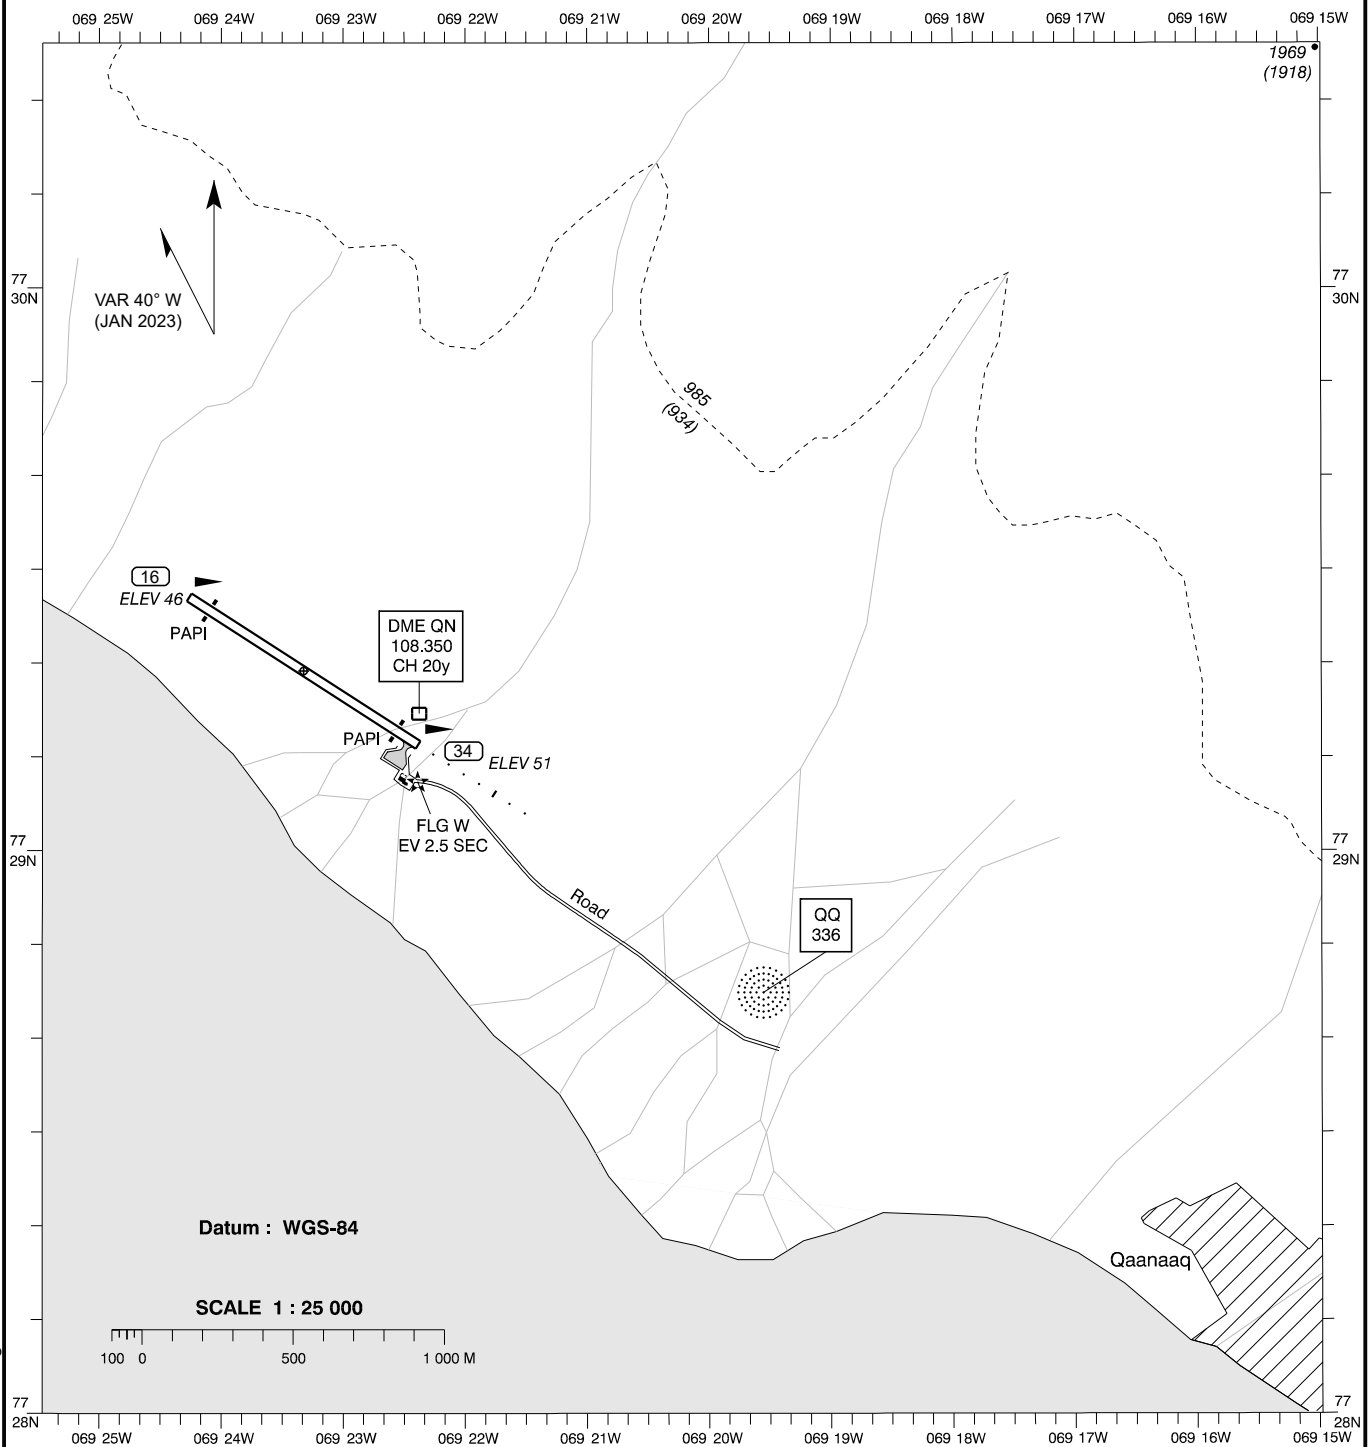 069 25W 069 24W 069 23W 069 22W 069 21W 069 20W 069 19W 069 18W 069 17W 069 16W 069 15W
1969
(1918)
77
30N
77
30N
VAR 40° W
(JAN 2023)
985
(934)
16
ELEV 46
PAPI
DME QN
108.350
CH 20y
PAPI
34
ELEV 51
FLG W
EV 2.5 SEC
77
29N
77
29N
Road
QQ
336
Datum : WGS-84
Qaanaaq
SCALE 1 : 25 000
100 0 500 1 000 M
77
28N
77
28N
069 25W 069 24W 069 23W 069 22W 069 21W 069 20W 069 19W 069 18W 069 17W 069 16W 069 15W